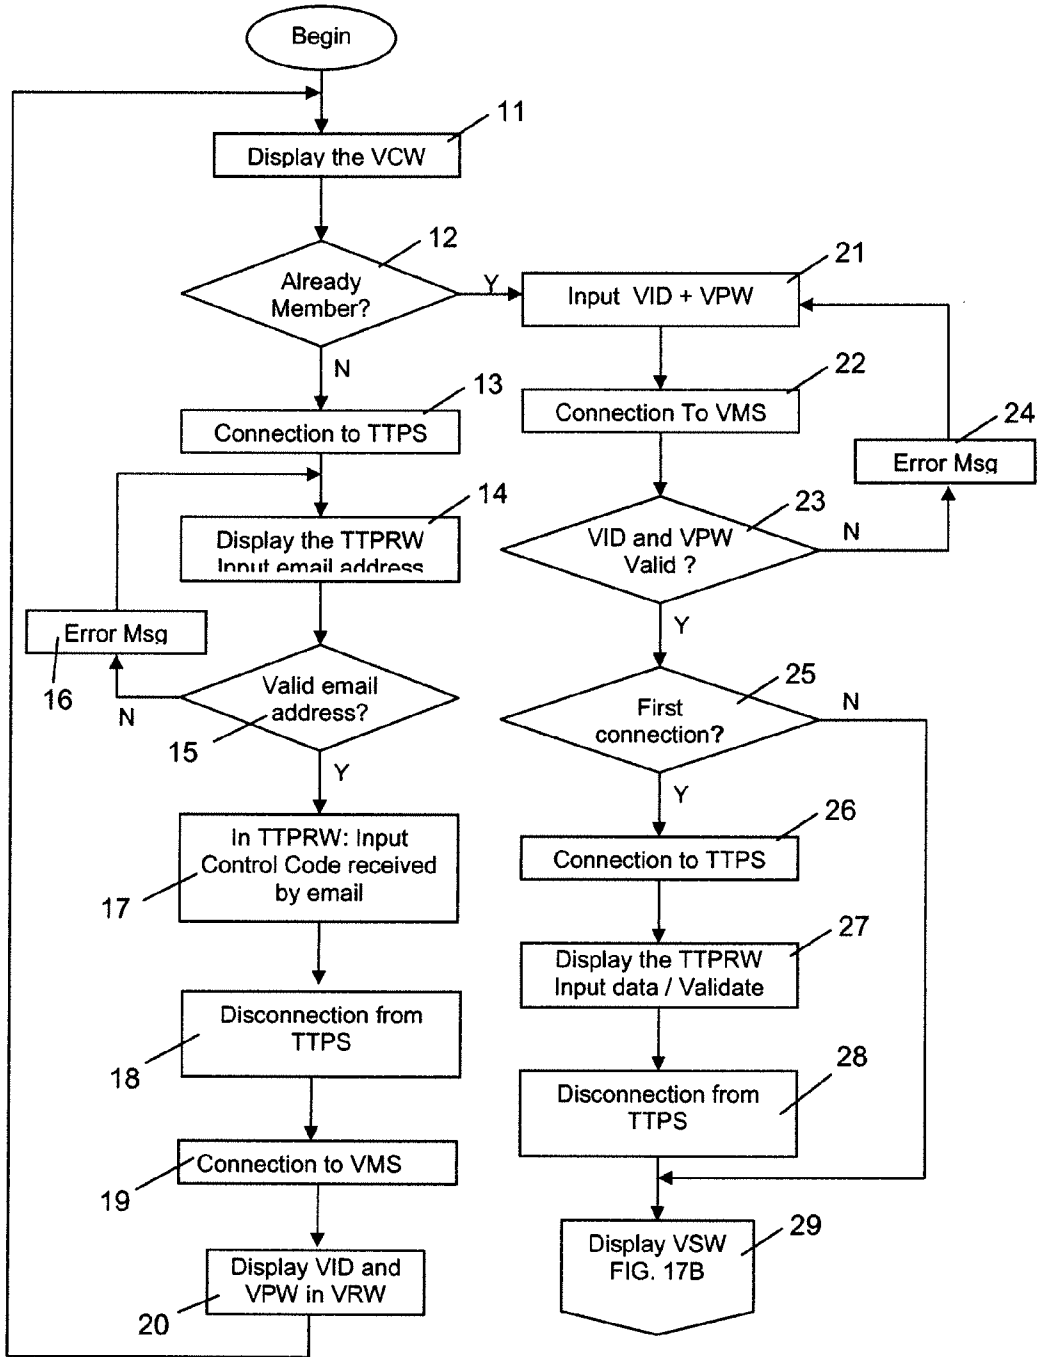 Begin
11
Display the VCW
12
Already
Member?
Y
N
21
Input VID + VPW
22
Connection To VMS
13
Connection to TTPS
24
Error Msg
14
Display the TTPRW
Input email address
23
VID and VPW
Valid ?
N
Y
Error Msg
16
Valid email
address?
N
15
Y
25
First
connection?
N
Y
17
In TTPRW: Input
Control Code received
by email
26
Connection to TTPS
27
Display the TTPRW
Input data / Validate
18
Disconnection from
TTPS
28
Disconnection from
TTPS
19
Connection to VMS
20
Display VID and
VPW in VRW
29
Display VSW
FIG. 17B